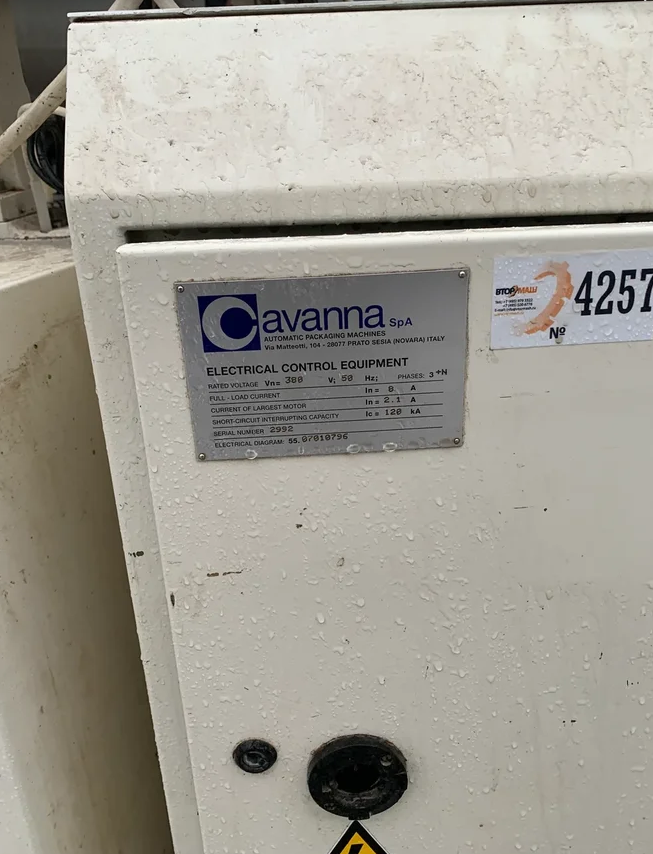 Cavanna SpA
AUTOMATIC PACKAGING MACHINES
Via Matteotti, 104 - 28077 PRATO SESIA (NOVARA) ITALY
ELECTRICAL CONTROL EQUIPMENT
RATED VOLTAGE Vn= 380 V; 50 Hz; PHASES: 3+N
FULL - LOAD CURRENT In = 8 A
CURRENT OF LARGEST MOTOR In = 2.1 A
SHORT-CIRCUIT INTERRUPTING CAPACITY Ic = 120 kA
SERIAL NUMBER 2992
ELECTRICAL DIAGRAM: 55.07010796
ВТОРМАШ
№ 4257